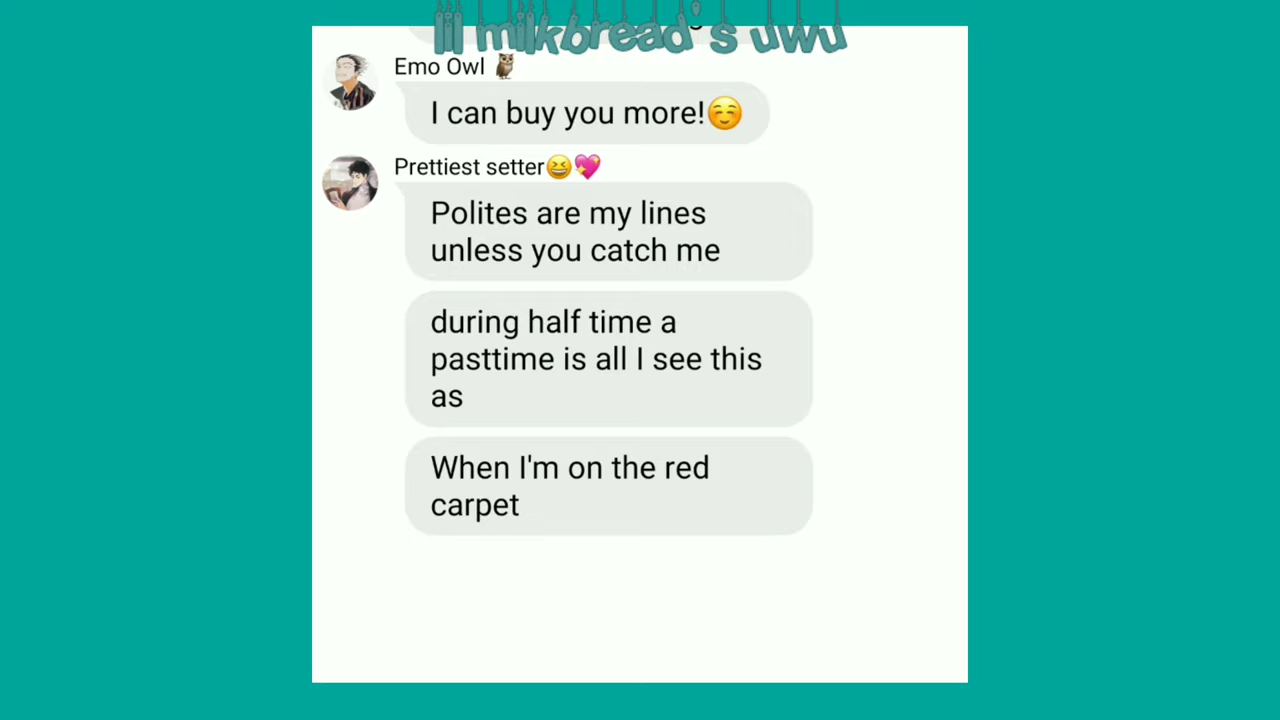 lil milkbread's uwu
Emo Owl 🦉
I can buy you more!☺️
Prettiest setter😆💖
Polites are my lines
unless you catch me
during half time a
pasttime is all I see this
as
When I'm on the red
carpet